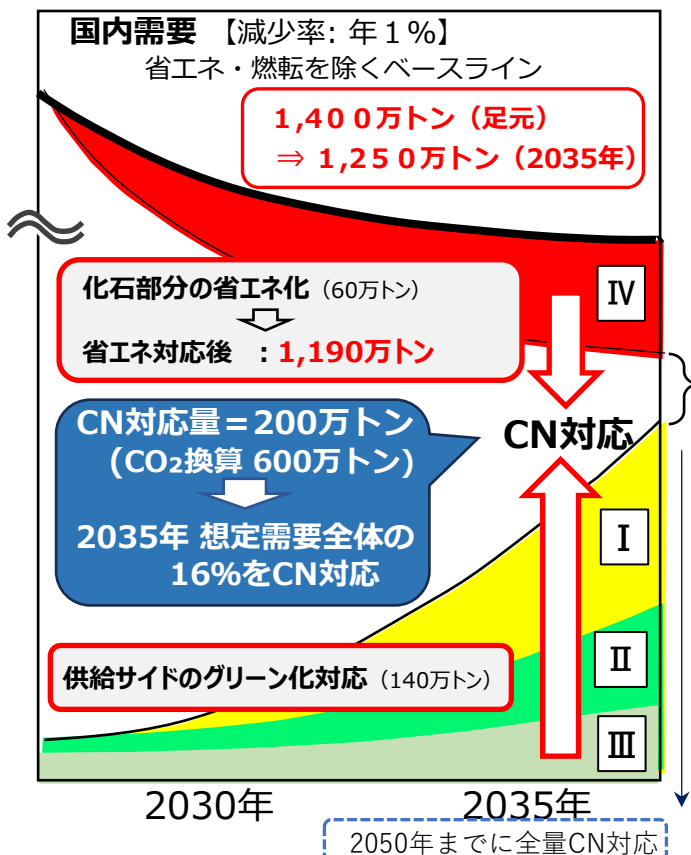 国内需要 【減少率: 年１%】
省エネ・燃転を除くベースライン
1,400万トン（足元）
⇒ 1,250万トン（2035年）
化石部分の省エネ化（60万トン）
省エネ対応後 ：1,190万トン
Ⅳ
CN対応量＝200万トン
(CO₂換算 600万トン)
2035年 想定需要全体の
16%をCN対応
CN対応
Ⅰ
Ⅱ
供給サイドのグリーン化対応（140万トン）
Ⅲ
2030年
2035年
2050年までに全量CN対応